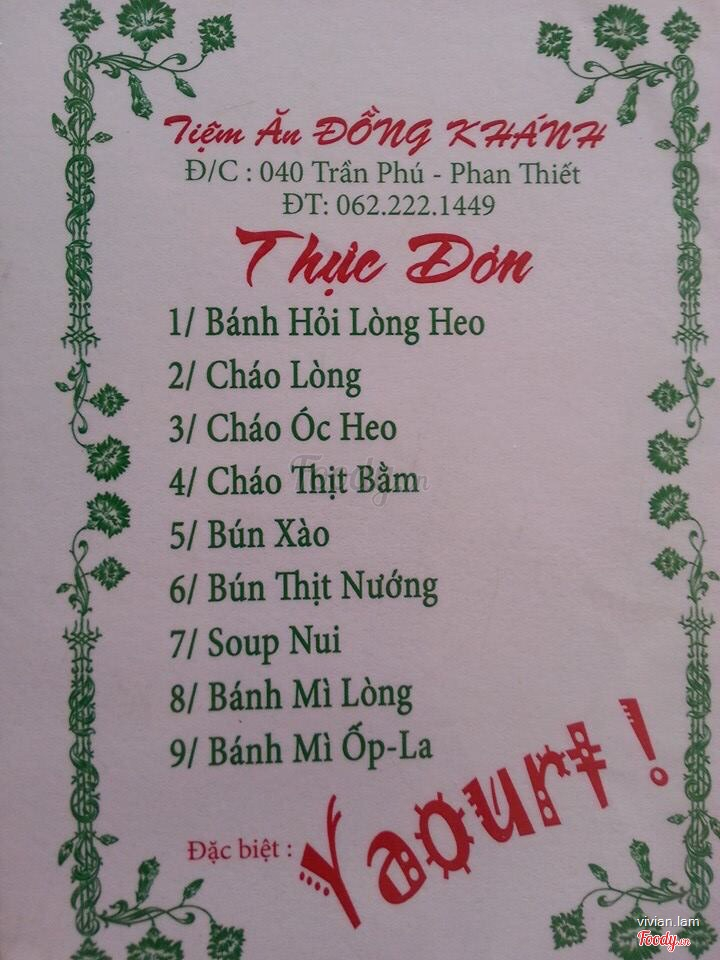 Tiệm Ăn ĐỒNG KHÁNH
Đ/C : 040 Trần Phú - Phan Thiết
ĐT: 062.222.1449
Thực Đơn
1/ Bánh Hỏi Lòng Heo
2/ Cháo Lòng
3/ Cháo Óc Heo
4/ Cháo Thịt Bằm
5/ Bún Xào
6/ Bún Thịt Nướng
7/ Soup Nui
8/ Bánh Mì Lòng
9/ Bánh Mì Ốp-La
Đặc biệt : Yaourt !
vivian.lam
Foody.vn
Foody.vn